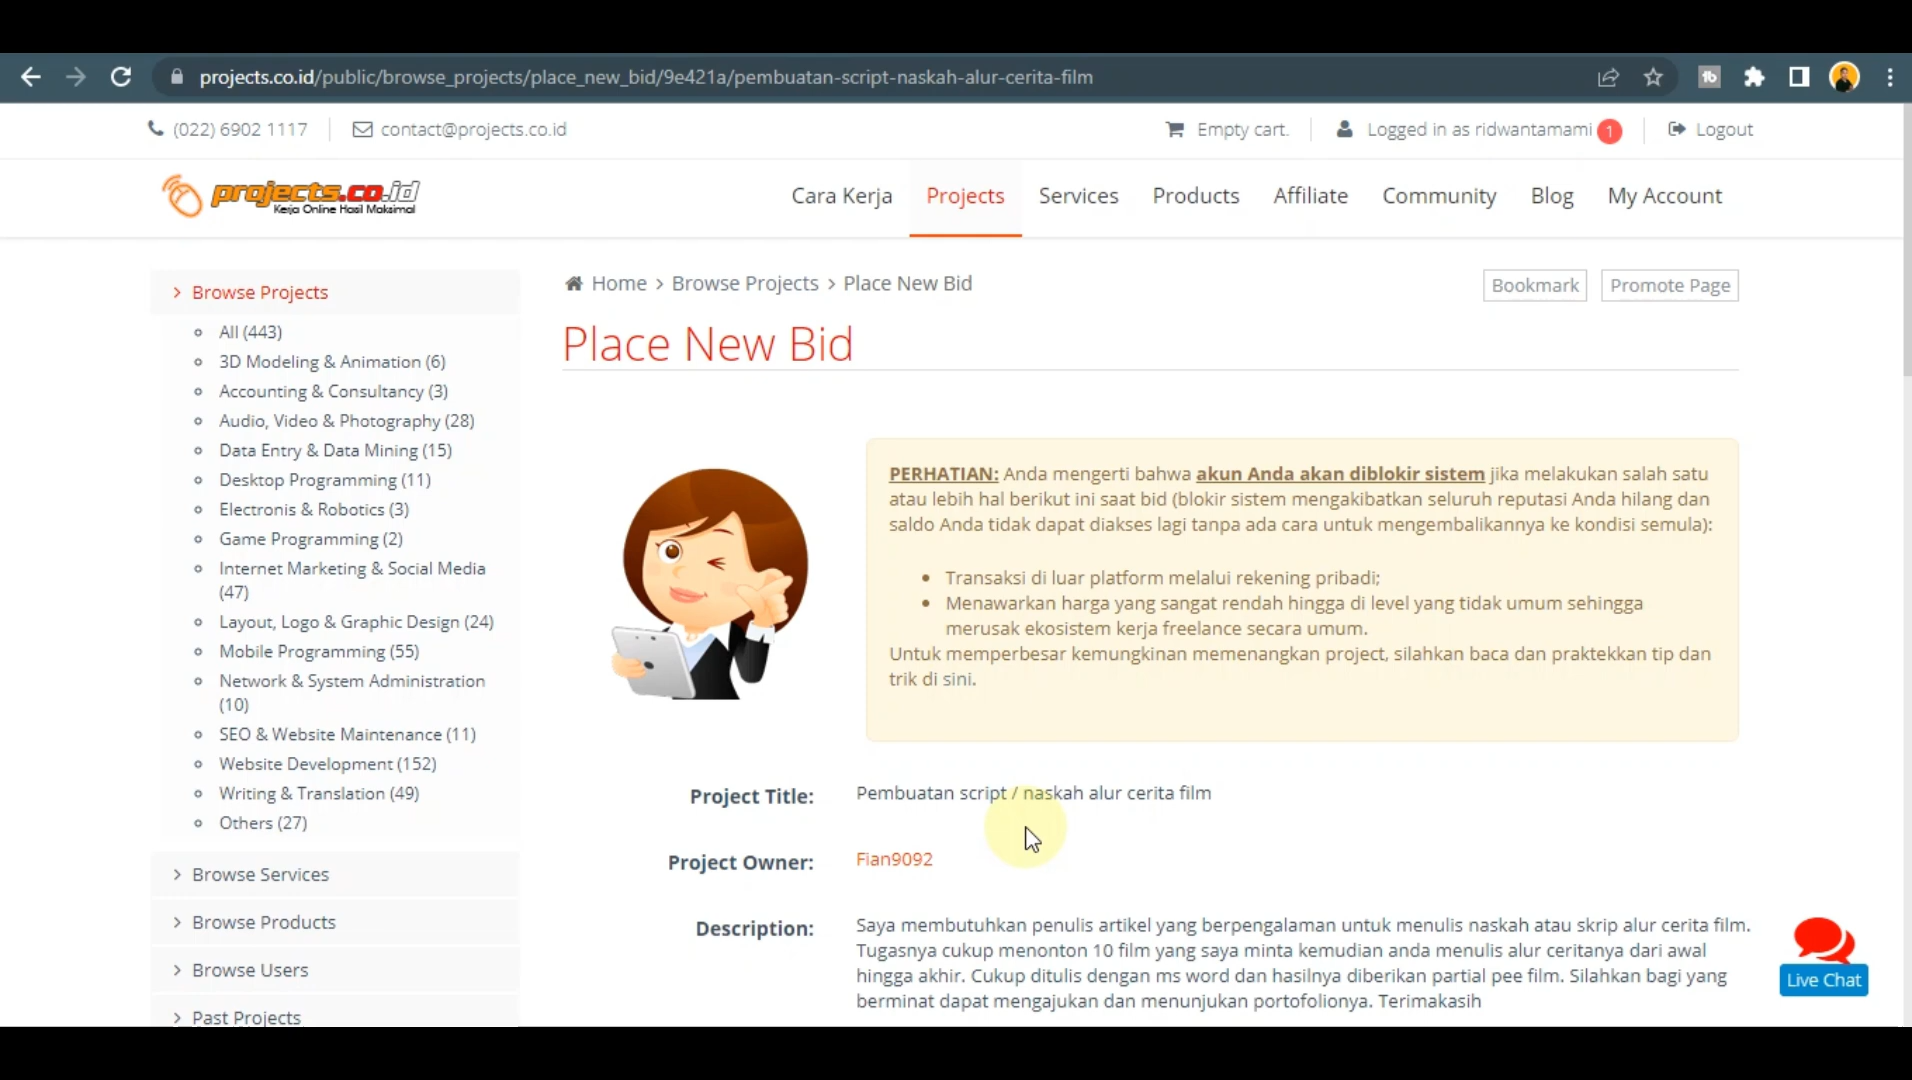 projects.co.id/public/browse_projects/place_new_bid/9e421a/pembuatan-script-naskah-alur-cerita-film
(022) 6902 1117
contact@projects.co.id
Empty cart.
Logged in as ridwantamami 1
Logout
projects.co.id
Kerja Online Hasil Maksimal
Cara Kerja
Projects
Services
Products
Affiliate
Community
Blog
My Account
Browse Projects
All (443)
3D Modeling & Animation (6)
Accounting & Consultancy (3)
Audio, Video & Photography (28)
Data Entry & Data Mining (15)
Desktop Programming (11)
Electronis & Robotics (3)
Game Programming (2)
Internet Marketing & Social Media
(47)
Layout, Logo & Graphic Design (24)
Mobile Programming (55)
Network & System Administration
(10)
SEO & Website Maintenance (11)
Website Development (152)
Writing & Translation (49)
Others (27)
Browse Services
Browse Products
Browse Users
Past Projects
Home > Browse Projects > Place New Bid
Bookmark
Promote Page
Place New Bid
PERHATIAN: Anda mengerti bahwa akun Anda akan diblokir sistem jika melakukan salah satu
atau lebih hal berikut ini saat bid (blokir sistem mengakibatkan seluruh reputasi Anda hilang dan
saldo Anda tidak dapat diakses lagi tanpa ada cara untuk mengembalikannya ke kondisi semula):
Transaksi di luar platform melalui rekening pribadi;
Menawarkan harga yang sangat rendah hingga di level yang tidak umum sehingga
merusak ekosistem kerja freelance secara umum.
Untuk memperbesar kemungkinan memenangkan project, silahkan baca dan praktekkan tip dan
trik di sini.
Project Title: Pembuatan script / naskah alur cerita film
Project Owner: Fian9092
Description: Saya membutuhkan penulis artikel yang berpengalaman untuk menulis naskah atau skrip alur cerita film.
Tugasnya cukup menonton 10 film yang saya minta kemudian anda menulis alur ceritanya dari awal
hingga akhir. Cukup ditulis dengan ms word dan hasilnya diberikan partial pee film. Silahkan bagi yang
berminat dapat mengajukan dan menunjukan portofolionya. Terimakasih
Live Chat